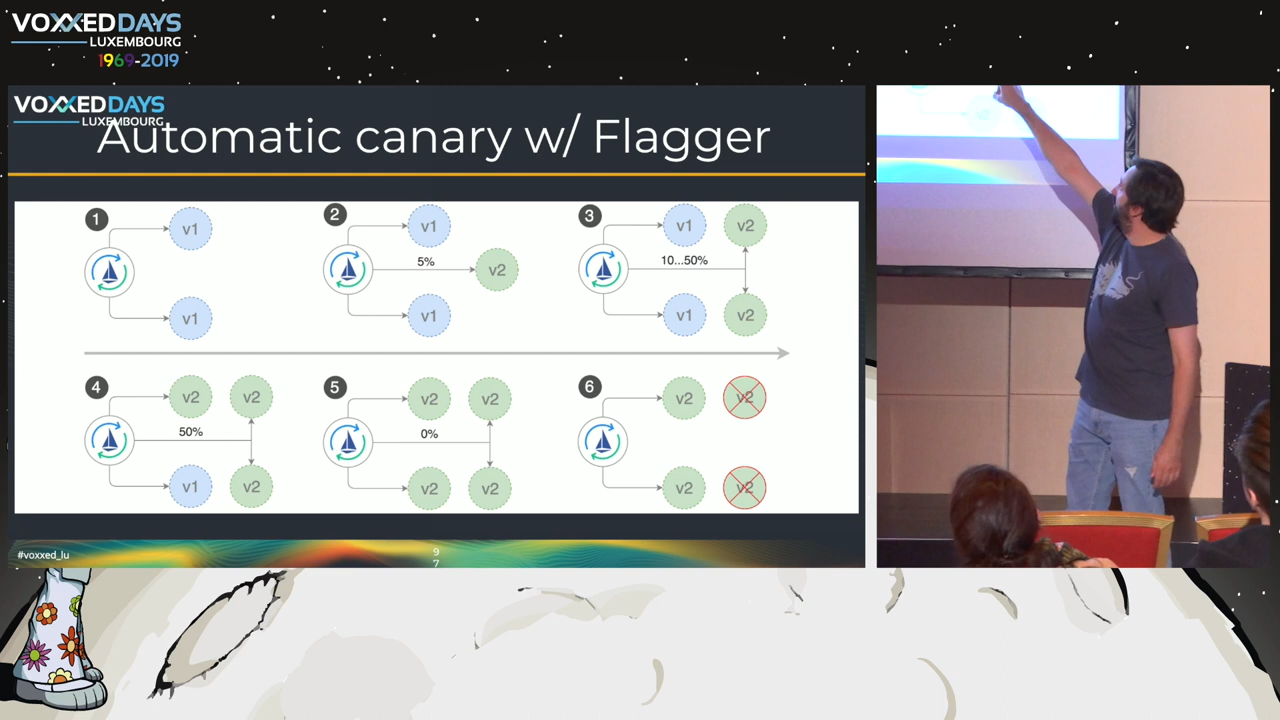 VOXXEDDAYS
LUXEMBOURG
1969-2019
VOXXEDDAYS
LUXEMBOURG
Automatic canary w/ Flagger
1
v1
v1
2
v1
5%
v2
v1
3
v1
v2
10...50%
v1
v2
4
v2
v2
50%
v1
v2
5
v2
v2
0%
v2
v2
6
v2
v2
v2
v2
#voxxed_lu
9
7